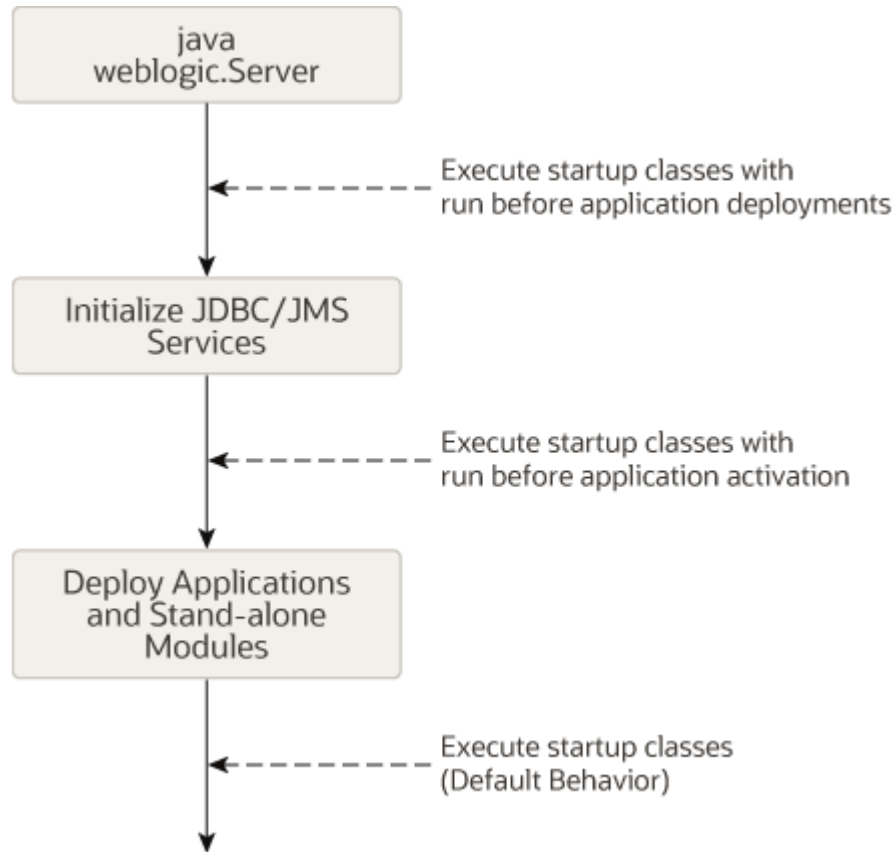 java
weblogic.Server
Execute startup classes with
run before application deployments
Initialize JDBC/JMS
Services
Execute startup classes with
run before application activation
Deploy Applications
and Stand-alone
Modules
Execute startup classes
(Default Behavior)